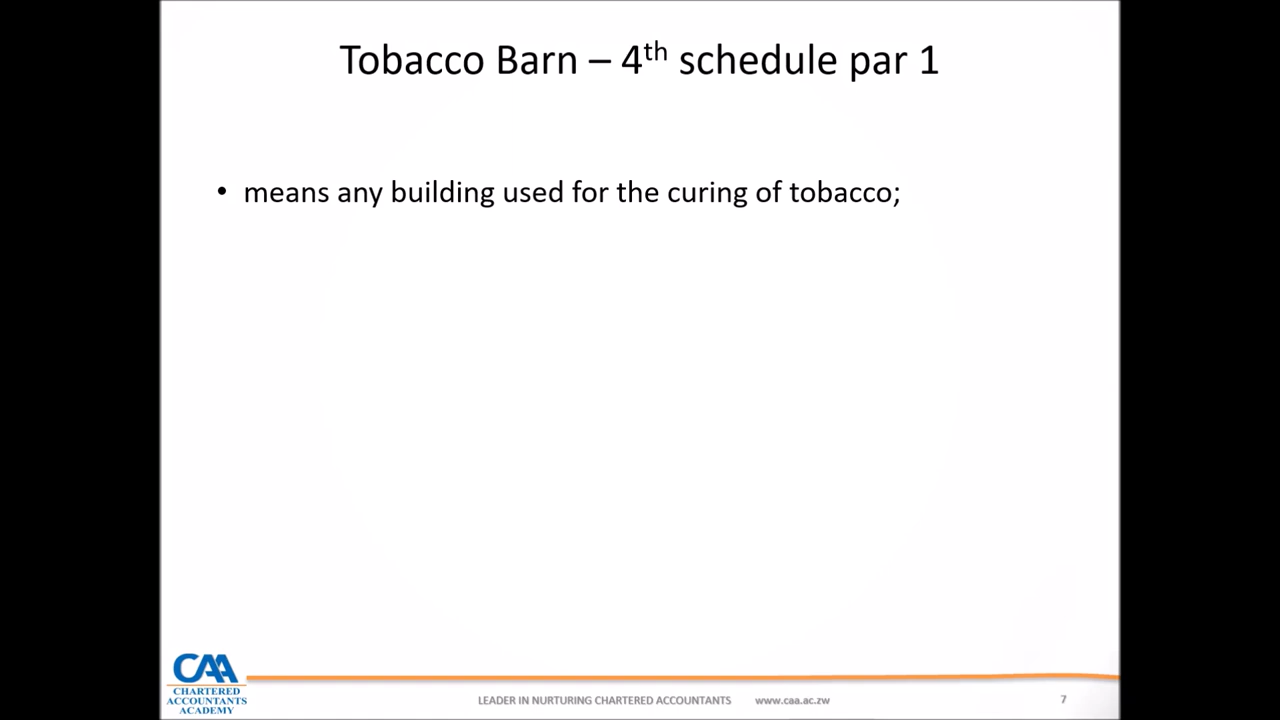 Tobacco Barn – 4th schedule par 1
• means any building used for the curing of tobacco;
CAA
CHARTERED
ACCOUNTANTS
ACADEMY
LEADER IN NURTURING CHARTERED ACCOUNTANTS www.caa.ac.zw 7